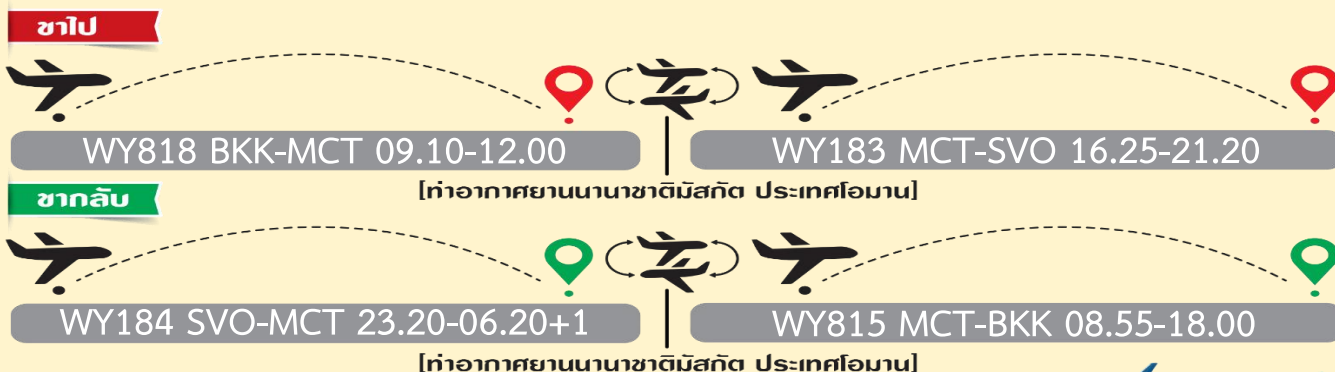 ขาไป
WY818 BKK-MCT 09.10-12.00
WY183 MCT-SVO 16.25-21.20
[ท่าอากาศยานนานาชาติมัสกัต ประเทศโอมาน]
ขากลับ
WY184 SVO-MCT 23.20-06.20+1
WY815 MCT-BKK 08.55-18.00
[ท่าอากาศยานนานาชาติมัสกัต ประเทศโอมาน]